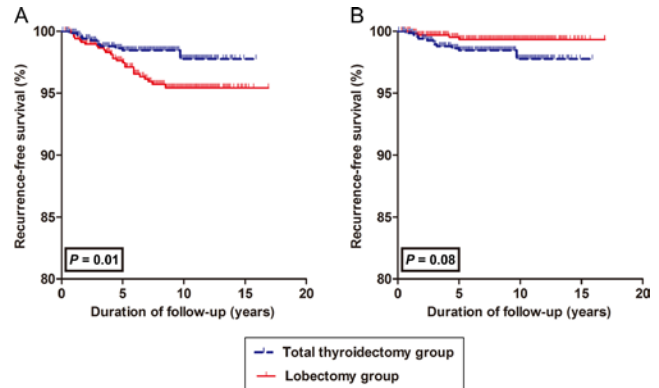 A
Recurrence-free survival (%)
100
95
90
85
80
P = 0.01
0 5 10 15 20
Duration of follow-up (years)
B
Recurrence-free survival (%)
100
95
90
85
80
P = 0.08
0 5 10 15 20
Duration of follow-up (years)
Total thyroidectomy group
Lobectomy group